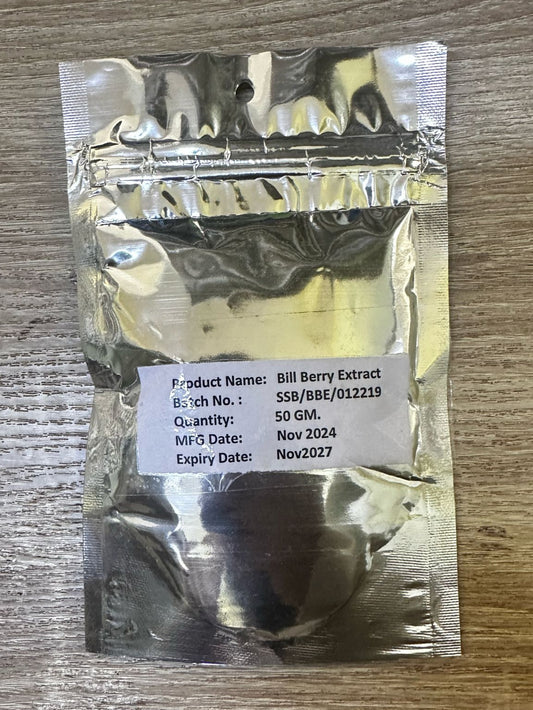 Product Name: Bill Berry Extract
Batch No. : SSB/BBE/012219
Quantity: 50 GM.
MFG Date: Nov 2024
Expiry Date: Nov2027